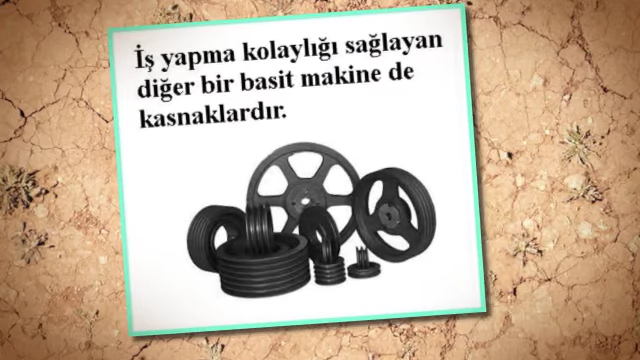 İş yapma kolaylığı sağlayan
diğer bir basit makine de
kasnaklardır.